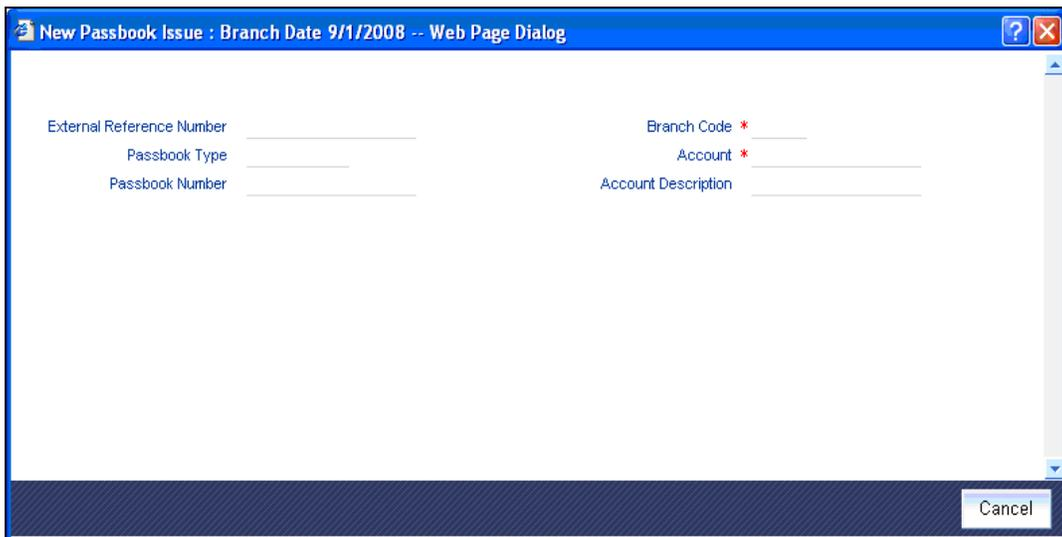 New Passbook Issue : Branch Date 9/1/2008 -- Web Page Dialog
External Reference Number
Passbook Type
Passbook Number
Branch Code *
Account *
Account Description
Cancel